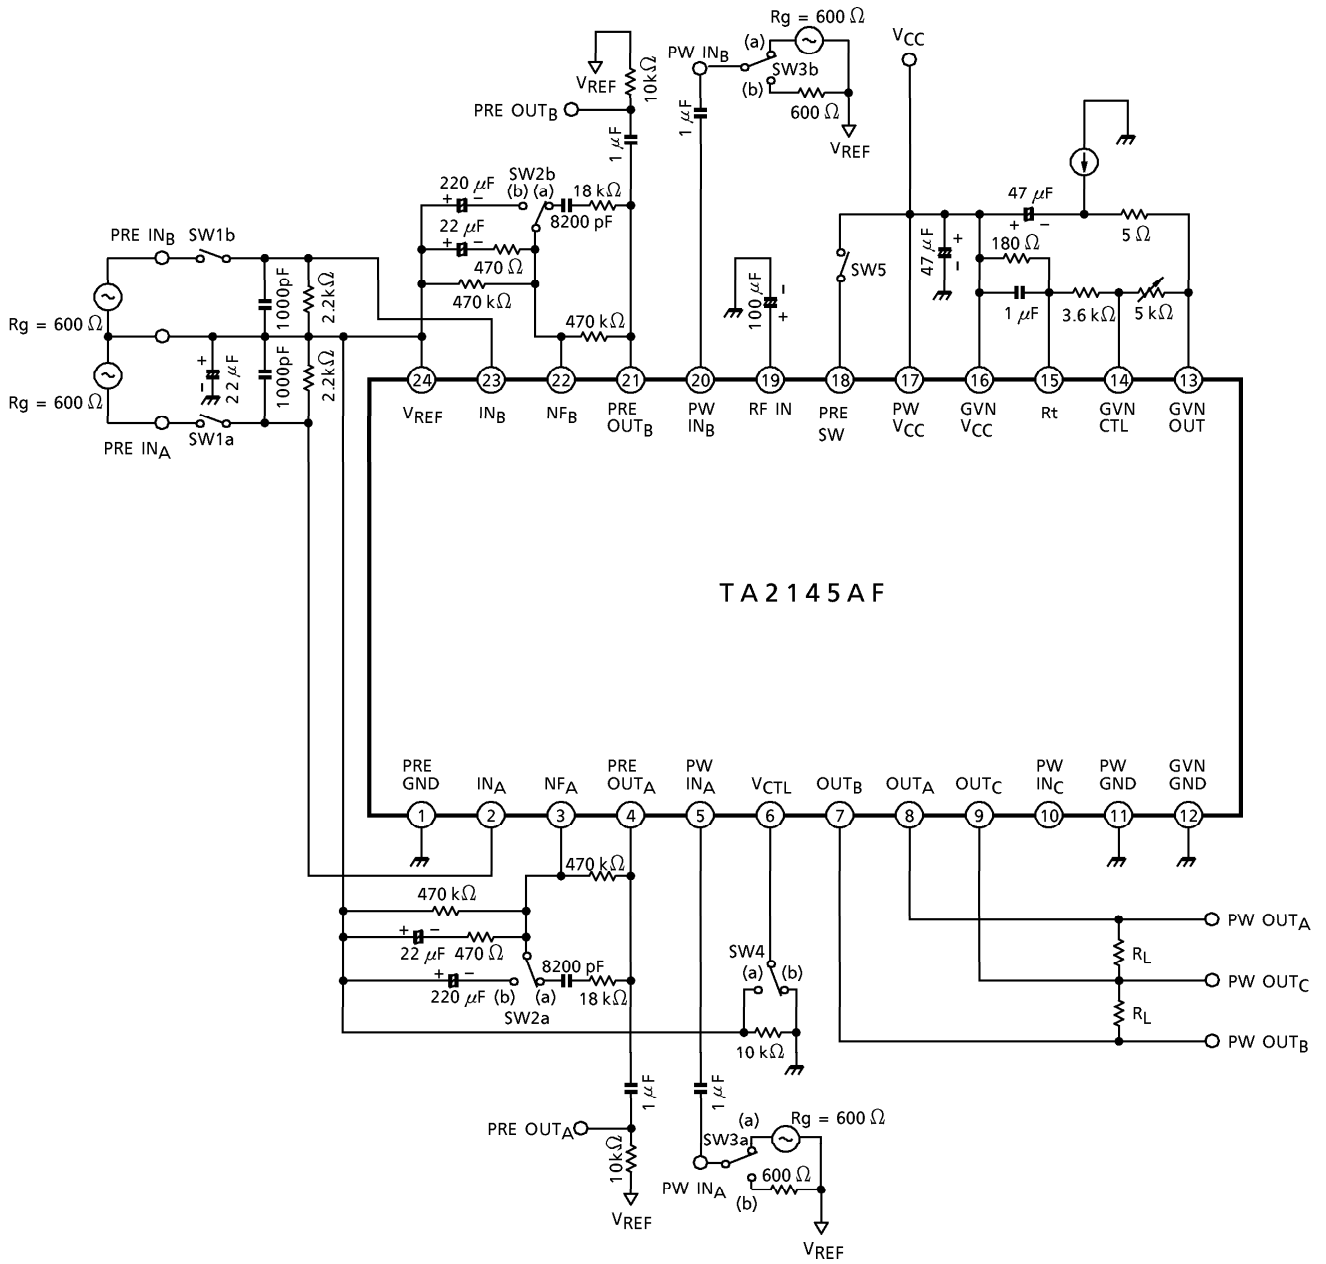 Rg = 600 Ω
PW INB
(a)
SW3b
(b)
600 Ω
VREF
1 μF
VCC
VREF
10kΩ
PRE OUTB
1 μF
SW2b
(b) (a)
220 μF
+ −
18 kΩ
8200 pF
22 μF
+ −
470 Ω
470 kΩ
470 kΩ
PRE INB
SW1b
Rg = 600 Ω
Rg = 600 Ω
PRE INA
SW1a
1000pF
2.2kΩ
+
−
22 μF
1000pF
2.2kΩ
100 μF
−
+
SW5
47 μF
+
−
47 μF
+ −
180 Ω
1 μF
3.6 kΩ
5 kΩ
5 Ω
24 23 22 21 20 19 18 17 16 15 14 13
VREF
INB
NFB
PRE OUTB
PW INB
RF IN
PRE SW
PW VCC
GVN VCC
Rt
GVN CTL
GVN OUT
TA2145AF
PRE GND
INA
NFA
PRE OUTA
PW INA
VCTL
OUTB
OUTA
OUTC
PW INC
PW GND
GVN GND
1 2 3 4 5 6 7 8 9 10 11 12
470 kΩ
470 kΩ
+ −
22 μF
470 Ω
+ −
220 μF
(b)
(a)
SW2a
8200 pF
18 kΩ
SW4
(a) (b)
10 kΩ
PW OUTA
RL
PW OUTC
RL
PW OUTB
1 μF
PRE OUTA
10kΩ
VREF
1 μF
PW INA
SW3a
(a)
Rg = 600 Ω
600 Ω
(b)
VREF